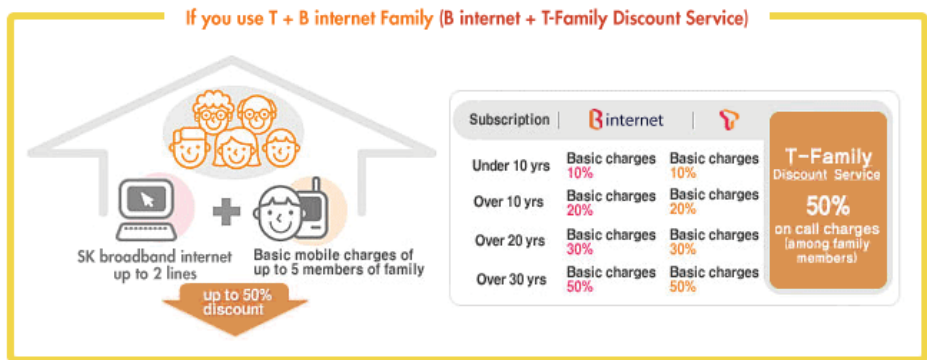 If you use T + B internet Family (B internet + T-Family Discount Service)
SK broadband internet
up to 2 lines
Basic mobile charges of
up to 5 members of family
up to 50%
discount
Subscription | B internet | T
Under 10 yrs Basic charges 10% Basic charges 10%
Over 10 yrs Basic charges 20% Basic charges 20%
Over 20 yrs Basic charges 30% Basic charges 30%
Over 30 yrs Basic charges 50% Basic charges 50%
T-Family
Discount Service
50%
on call charges
(among family
members)